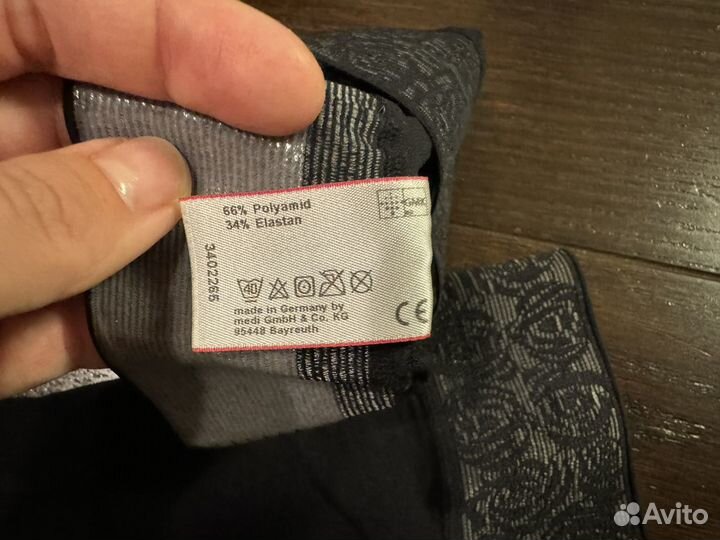 66% Polyamid
34% Elastan
3402265
40
made in Germany by
medi GmbH & Co. KG
95448 Bayreuth
CE
Avito